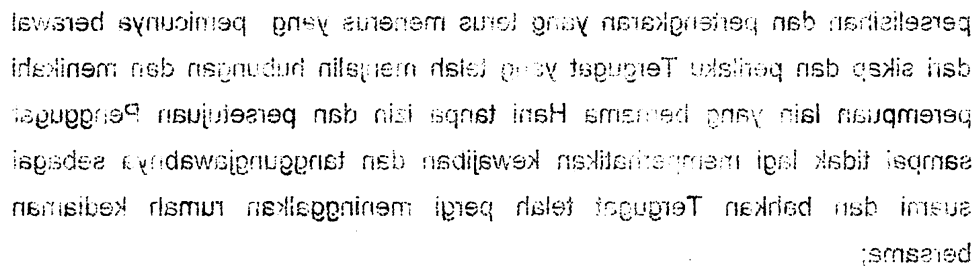 perselisihan dan pertengkaran yang terus menerus yang pemicunya berawal
dari sikap dan perilaku Tergugat yang telah menjalin hubungan dan menikahi
perempuan lain yang bernama Hani tanpa izin dan persetujuan Penggugat
sampai tidak lagi memperhatikan kewajiban dan tanggungjawabnya sebagai
suami dan bahkan Tergugat telah pergi meninggalkan rumah kediaman
bersama;